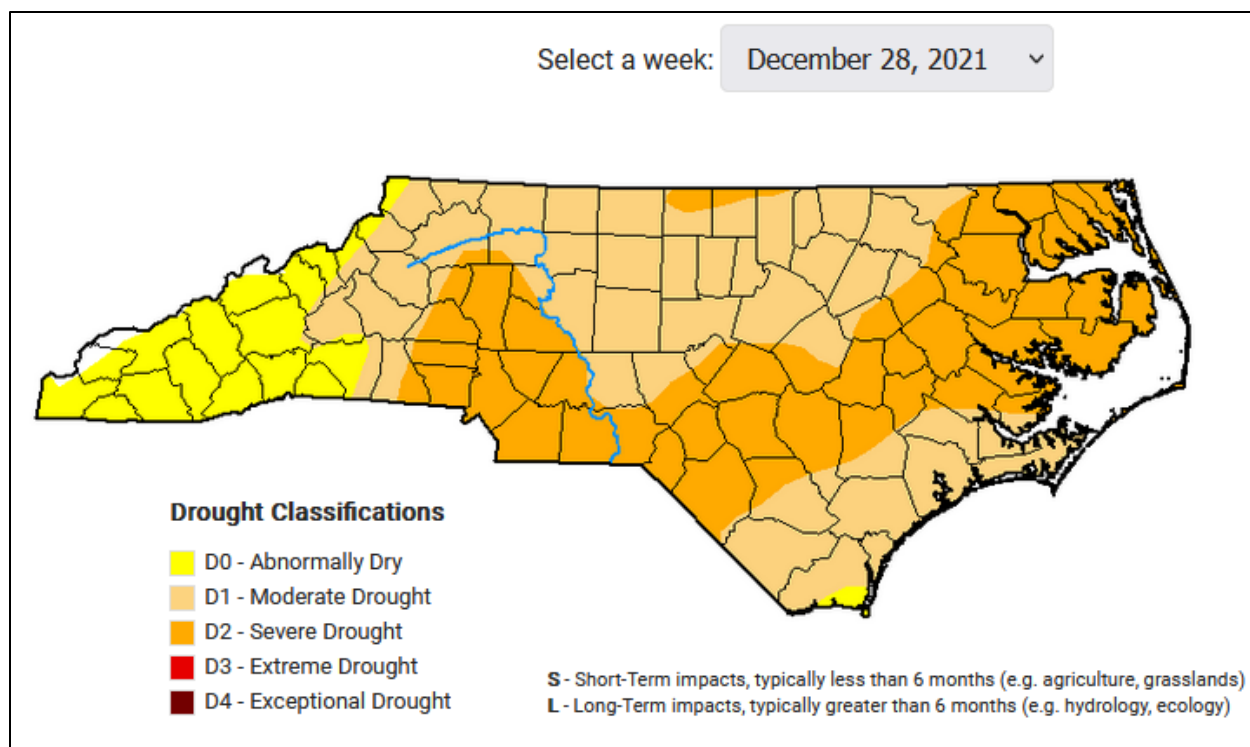 Select a week: December 28, 2021
Drought Classifications
D0 - Abnormally Dry
D1 - Moderate Drought
D2 - Severe Drought
D3 - Extreme Drought
D4 - Exceptional Drought
S - Short-Term impacts, typically less than 6 months (e.g. agriculture, grasslands)
L - Long-Term impacts, typically greater than 6 months (e.g. hydrology, ecology)